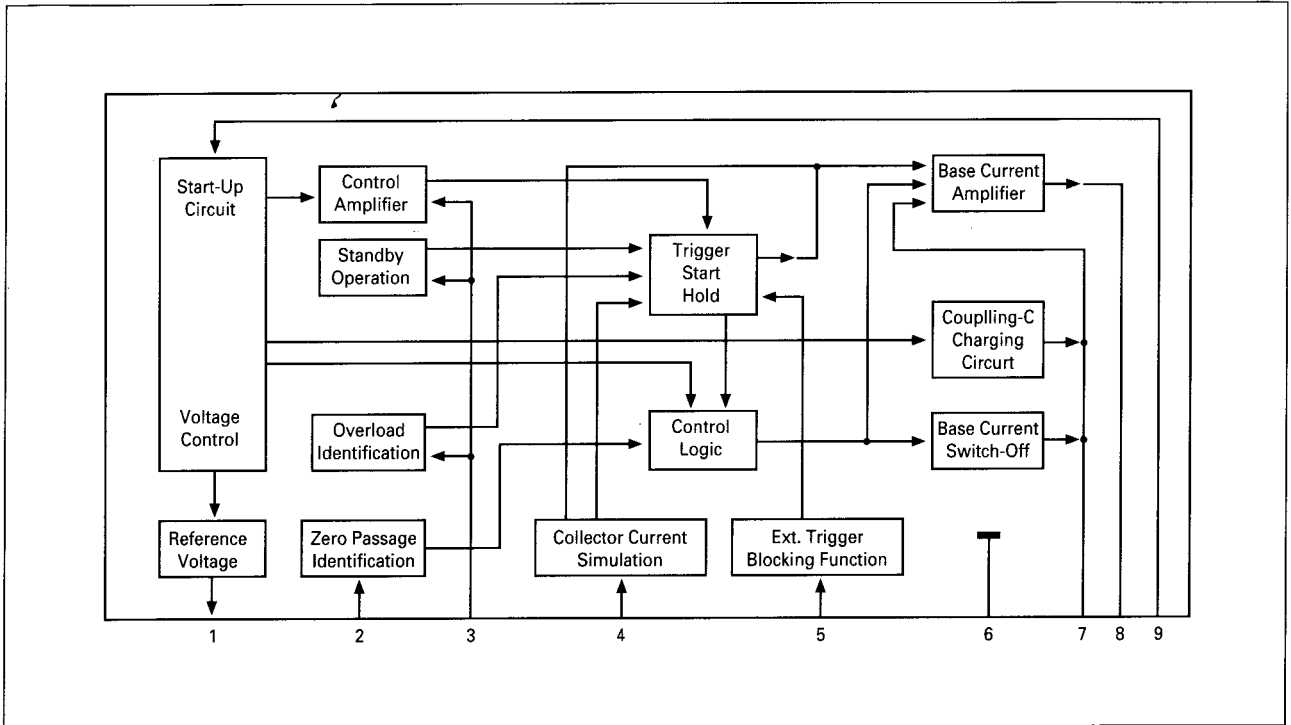 Start-Up
Circuit
Voltage
Control
Control
Amplifier
Standby
Operation
Overload
Identification
Reference
Voltage
Zero Passage
Identification
Trigger
Start
Hold
Control
Logic
Collector Current
Simulation
Ext. Trigger
Blocking Function
Base Current
Amplifier
Couplling-C
Charging
Circurt
Base Current
Switch-Off
1 2 3 4 5 6 7 8 9